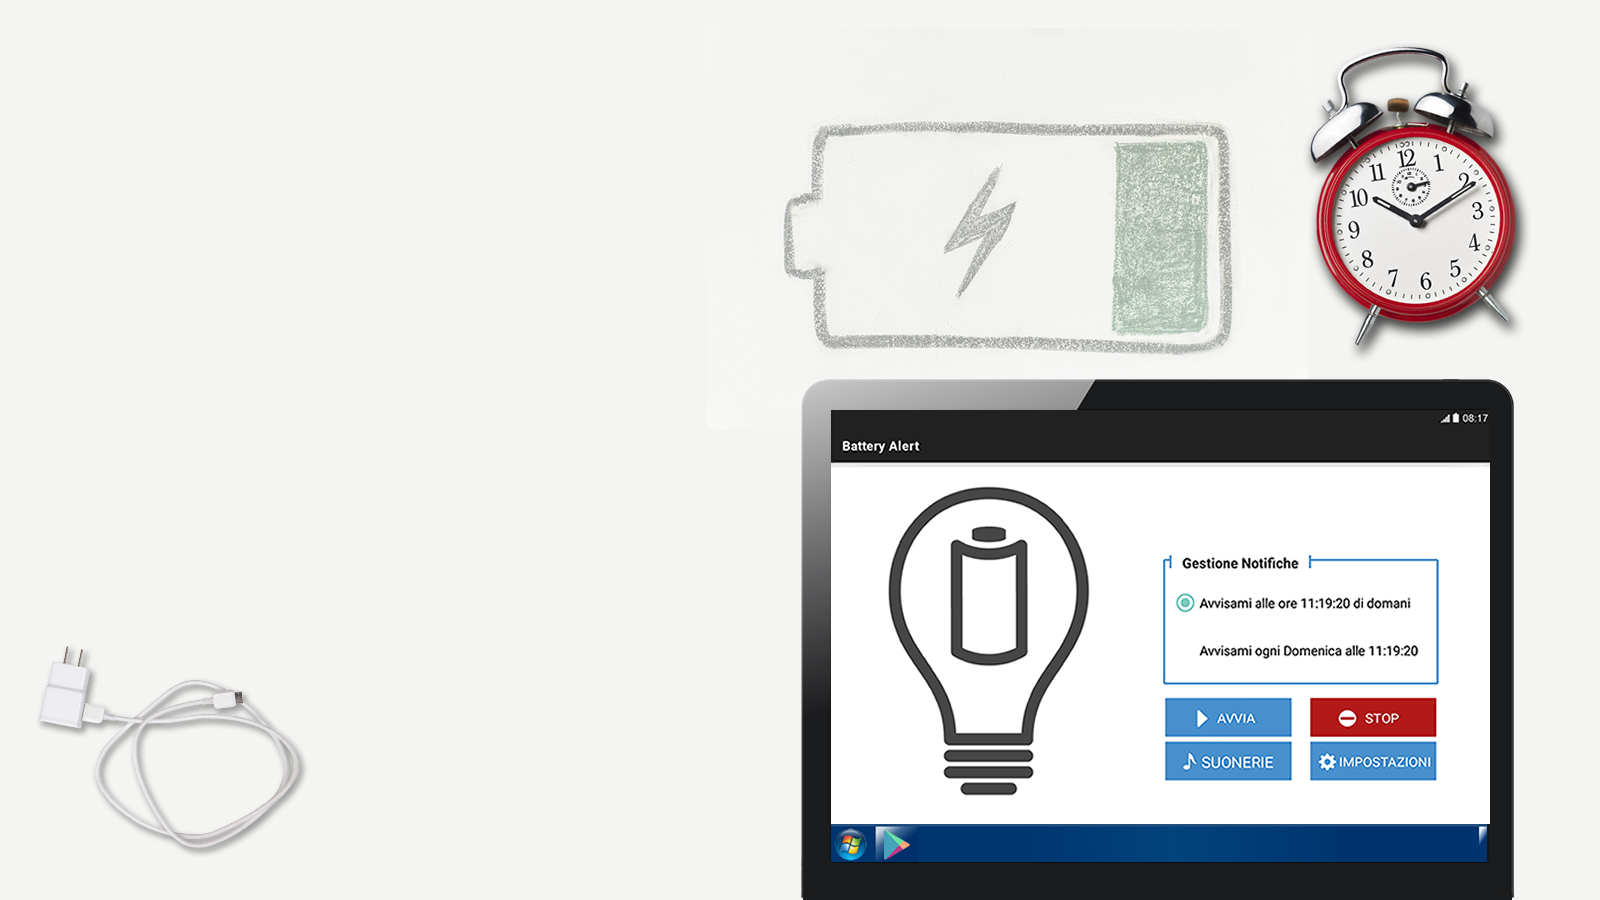 12
1
2
3
4
5
6
7
8
9
10
11
08:17
Battery Alert
Gestione Notifiche
Avvisami alle ore 11:19:20 di domani
Avvisami ogni Domenica alle 11:19:20
AVVIA
STOP
SUONERIE
IMPOSTAZIONI